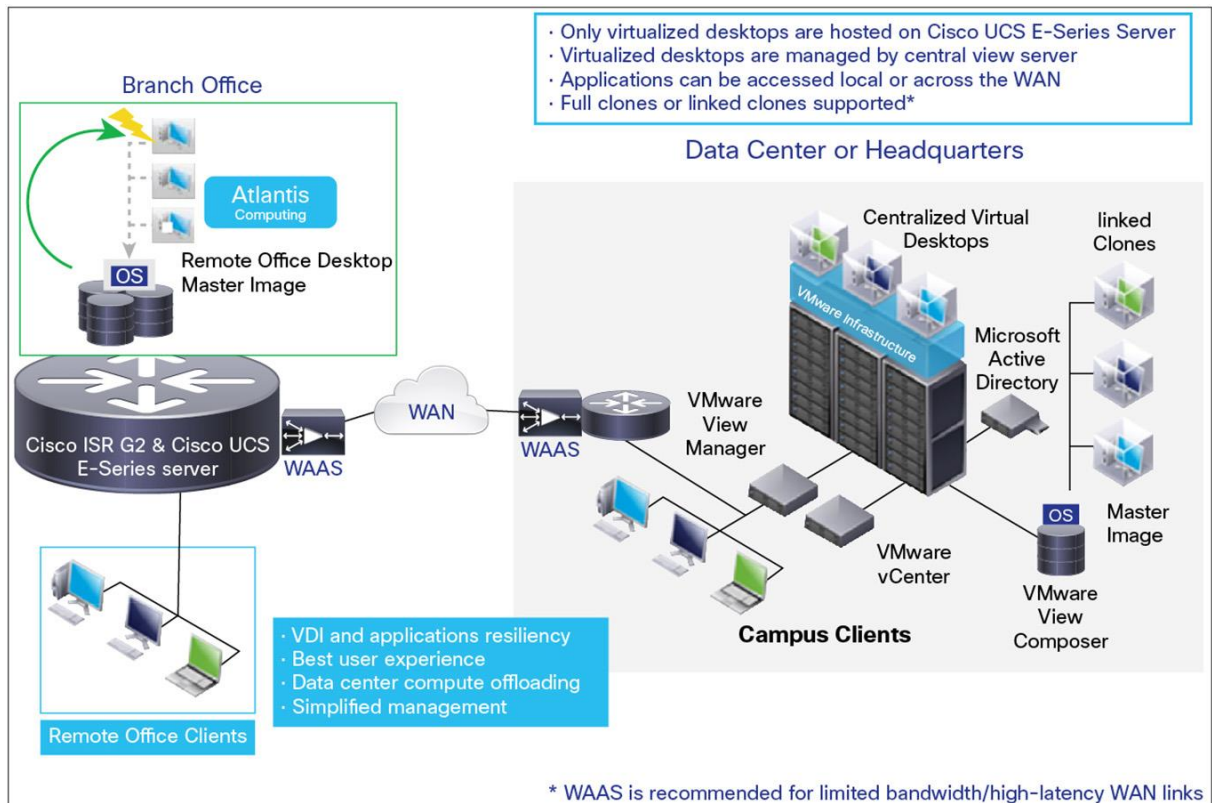 · Only virtualized desktops are hosted on Cisco UCS E-Series Server
· Virtualized desktops are managed by central view server
· Applications can be accessed local or across the WAN
· Full clones or linked clones supported*
Branch Office
Atlantis
Computing
OS
Remote Office Desktop
Master Image
Cisco ISR G2 & Cisco UCS
E-Series server
WAAS
WAN
WAAS
Data Center or Headquarters
Centralized Virtual
Desktops
VMware Infrastructure
linked
Clones
Microsoft
Active
Directory
VMware
View
Manager
VMware
vCenter
OS
Master
Image
VMware
View
Composer
Campus Clients
Remote Office Clients
· VDI and applications resiliency
· Best user experience
· Data center compute offloading
· Simplified management
* WAAS is recommended for limited bandwidth/high-latency WAN links